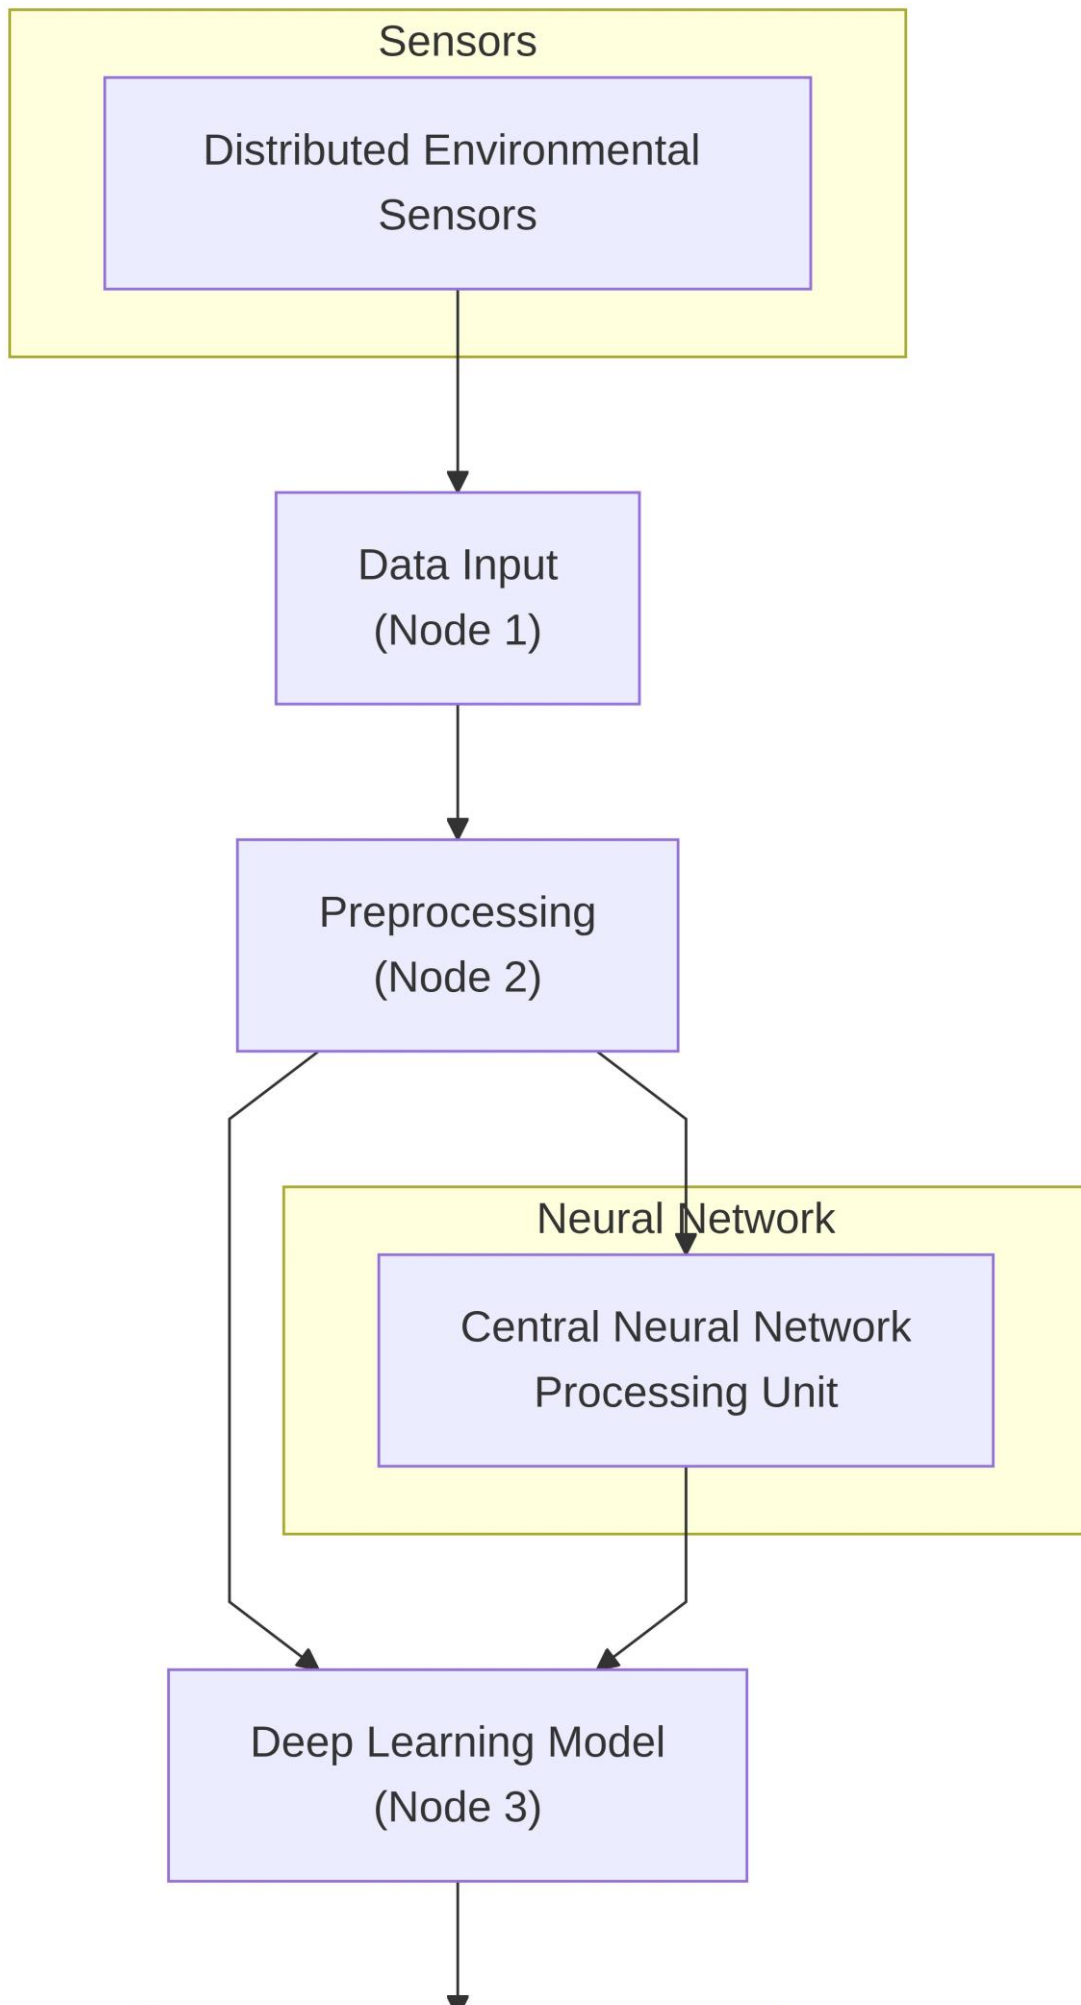 Sensors
Distributed Environmental
Sensors
Data Input
(Node 1)
Preprocessing
(Node 2)
Neural Network
Central Neural Network
Processing Unit
Deep Learning Model
(Node 3)